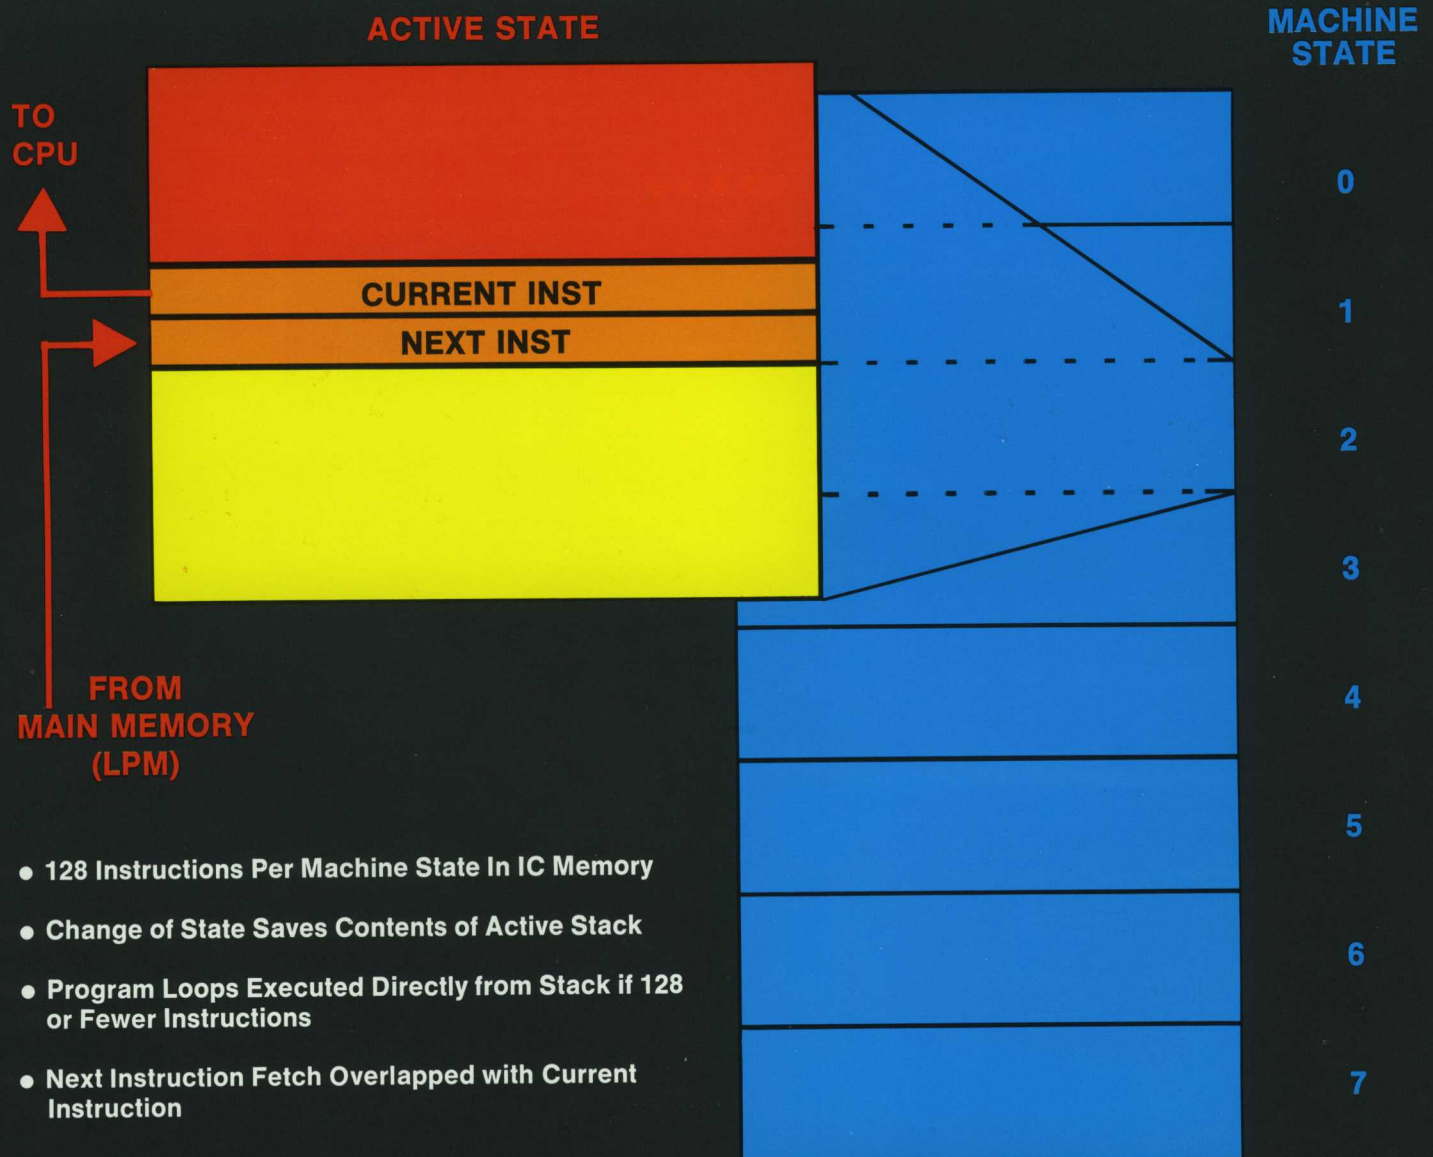 ACTIVE STATE
MACHINE
STATE
TO
CPU
CURRENT INST
NEXT INST
FROM
MAIN MEMORY
(LPM)
0
1
2
3
4
5
6
7
● 128 Instructions Per Machine State In IC Memory
● Change of State Saves Contents of Active Stack
● Program Loops Executed Directly from Stack if 128
or Fewer Instructions
● Next Instruction Fetch Overlapped with Current
Instruction